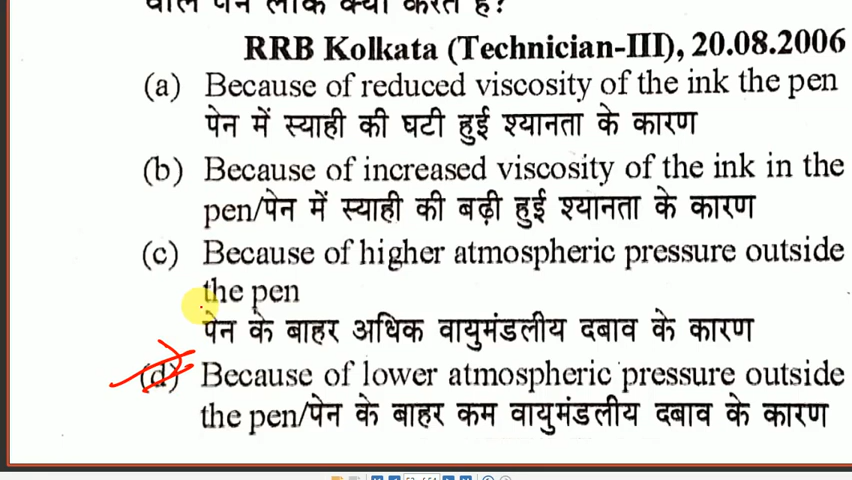 वाले पेन लीक क्यों करते हैं?
RRB Kolkata (Technician-III), 20.08.2006
(a) Because of reduced viscosity of the ink the pen
पेन में स्याही की घटी हुई श्यानता के कारण
(b) Because of increased viscosity of the ink in the
pen/पेन में स्याही की बढ़ी हुई श्यानता के कारण
(c) Because of higher atmospheric pressure outside
the pen
पेन के बाहर अधिक वायुमंडलीय दबाव के कारण
(d) Because of lower atmospheric pressure outside
the pen/पेन के बाहर कम वायुमंडलीय दबाव के कारण